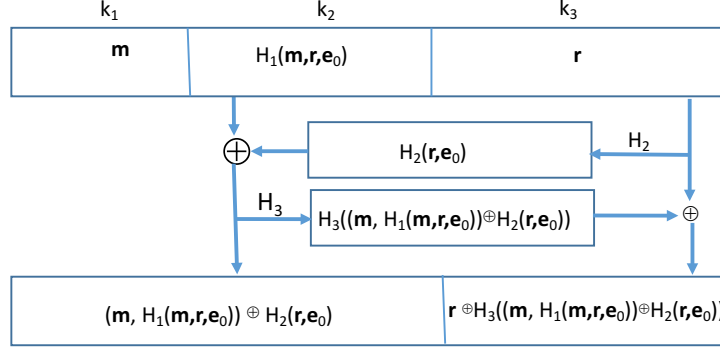 k₁ k₂ k₃
m H₁(m,r,e₀) r
⊕ H₂(r,e₀) H₂
H₃ H₃((m, H₁(m,r,e₀))⊕H₂(r,e₀)) ⊕
(m, H₁(m,r,e₀)) ⊕ H₂(r,e₀) r ⊕H₃((m, H₁(m,r,e₀))⊕H₂(r,e₀))